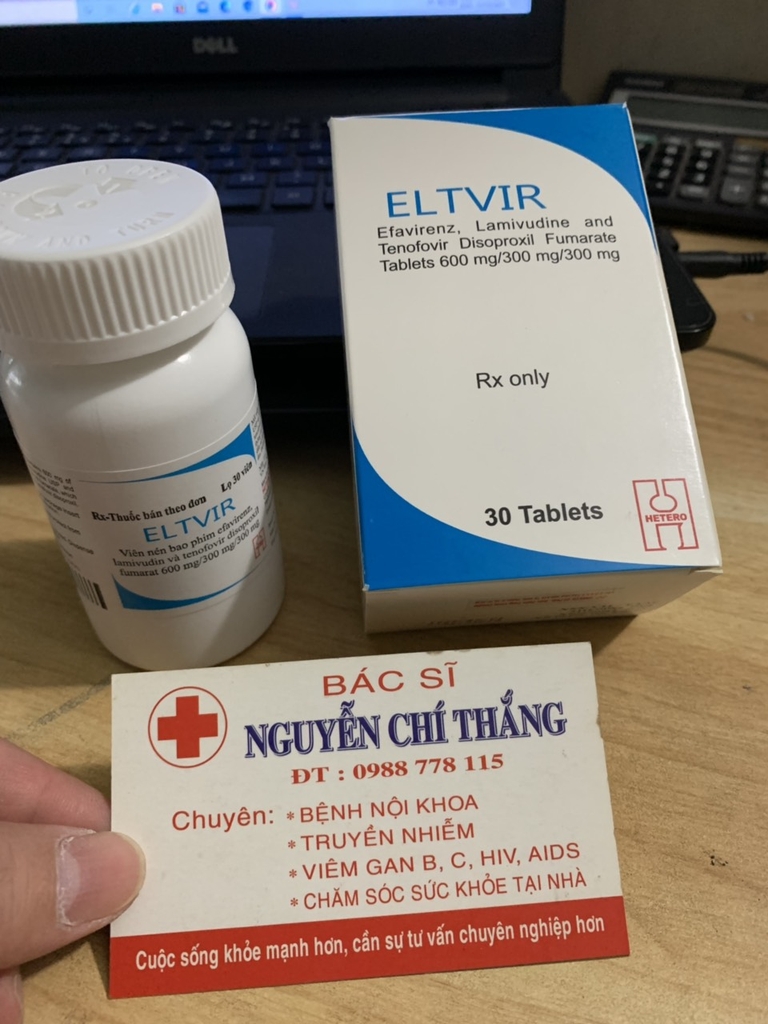 DELL
ELTVIR
Efavirenz, Lamivudine and
Tenofovir Disoproxil Fumarate
Tablets 600 mg/300 mg/300 mg
Rx only
30 Tablets
HETERO
Rx-Thuốc bán theo đơn
Lọ 30 viên
ELTVIR
Viên nén bao phim efavirenz,
lamivudin và tenofovir disoproxil
fumarat 600 mg/300 mg/300 mg
BÁC SĨ
NGUYỄN CHÍ THẮNG
ĐT : 0988 778 115
Chuyên: * BỆNH NỘI KHOA
* TRUYỀN NHIỄM
* VIÊM GAN B, C, HIV, AIDS
* CHĂM SÓC SỨC KHỎE TẠI NHÀ
Cuộc sống khỏe mạnh hơn, cần sự tư vấn chuyên nghiệp hơn